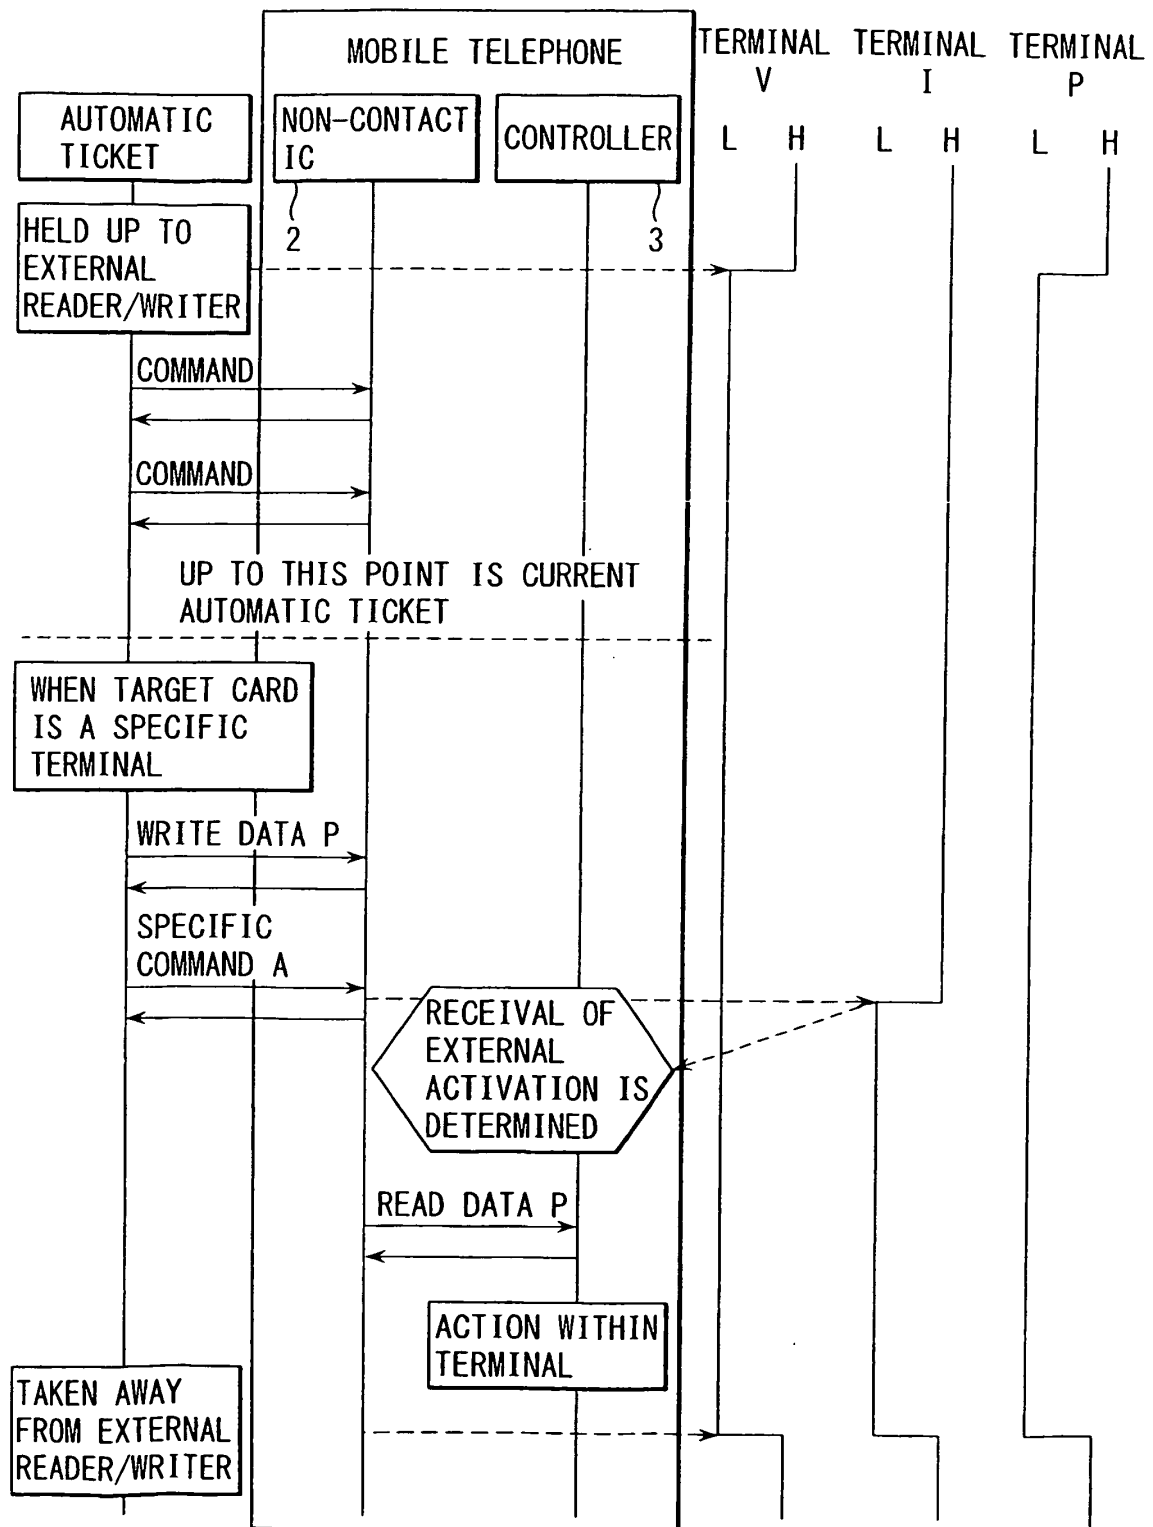 MOBILE TELEPHONE
TERMINAL V
TERMINAL I
TERMINAL P
AUTOMATIC
TICKET
NON-CONTACT
IC
CONTROLLER
L H
L H
L H
2
3
HELD UP TO
EXTERNAL
READER/WRITER
COMMAND
COMMAND
UP TO THIS POINT IS CURRENT
AUTOMATIC TICKET
WHEN TARGET CARD
IS A SPECIFIC
TERMINAL
WRITE DATA P
SPECIFIC
COMMAND A
RECEIVAL OF
EXTERNAL
ACTIVATION IS
DETERMINED
READ DATA P
ACTION WITHIN
TERMINAL
TAKEN AWAY
FROM EXTERNAL
READER/WRITER